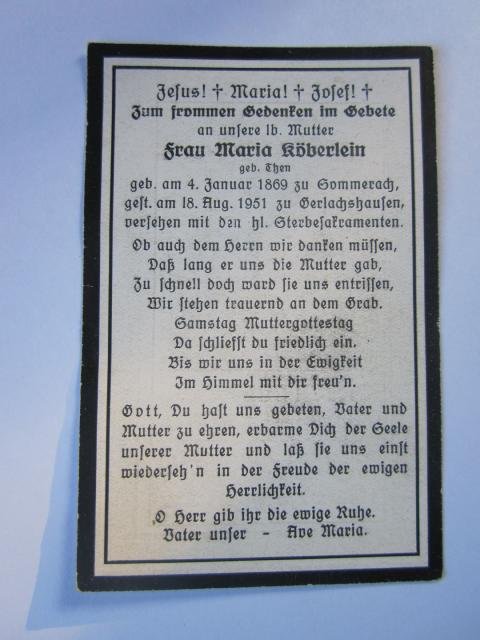 Jesus! † Maria! † Josef! †
Zum frommen Gedenken im Gebete
an unsere lb. Mutter
Frau Maria Köberlein
geb. Then
geb. am 4. Januar 1869 zu Sommerach,
gest. am 18. Aug. 1951 zu Gerlachshausen,
versehen mit den hl. Sterbesakramenten.
Ob auch dem Herrn wir danken müssen,
Daß lang er uns die Mutter gab,
Zu schnell doch ward sie uns entrissen,
Wir stehen trauernd an dem Grab.
Samstag Muttergottestag
Da schliefst du friedlich ein.
Bis wir uns in der Ewigkeit
Im Himmel mit dir freu'n.
Gott, Du hast uns gebeten, Vater und
Mutter zu ehren, erbarme Dich der Seele
unserer Mutter und laß sie uns einst
wiederseh'n in der Freude der ewigen
Herrlichkeit.
O Herr gib ihr die ewige Ruhe.
Vater unser - Ave Maria.